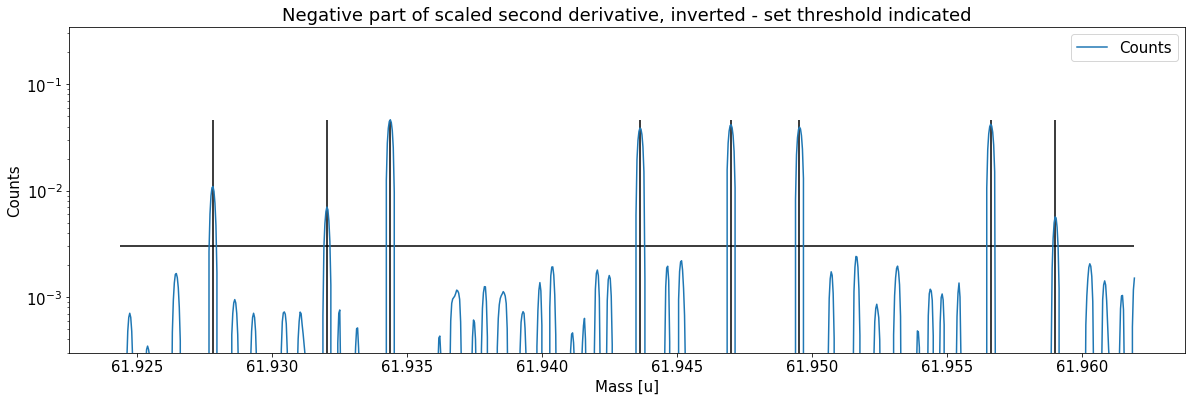 Negative part of scaled second derivative, inverted - set threshold indicated
Counts
10⁻¹
10⁻²
10⁻³
Counts
61.925 61.930 61.935 61.940 61.945 61.950 61.955 61.960
Mass [u]